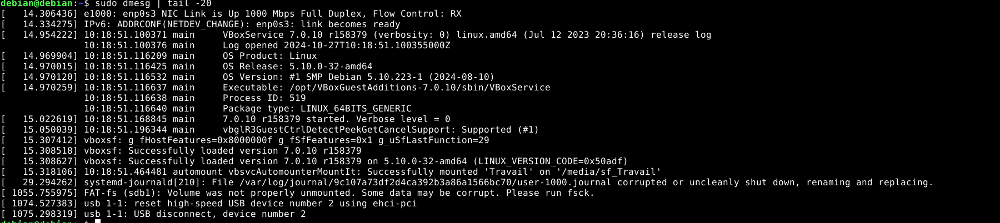 debian@debian:~$ sudo dmesg | tail -20
[   14.306436] e1000: enp0s3 NIC Link is Up 1000 Mbps Full Duplex, Flow Control: RX
[   14.334275] IPv6: ADDRCONF(NETDEV_CHANGE): enp0s3: link becomes ready
[   14.954222] 10:18:51.100371 main     VBoxService 7.0.10 r158379 (verbosity: 0) linux.amd64 (Jul 12 2023 20:36:16) release log
               10:18:51.100376 main     Log opened 2024-10-27T10:18:51.100355000Z
[   14.969904] 10:18:51.116209 main     OS Product: Linux
[   14.970015] 10:18:51.116425 main     OS Release: 5.10.0-32-amd64
[   14.970120] 10:18:51.116532 main     OS Version: #1 SMP Debian 5.10.223-1 (2024-08-10)
[   14.970259] 10:18:51.116637 main     Executable: /opt/VBoxGuestAdditions-7.0.10/sbin/VBoxService
               10:18:51.116638 main     Process ID: 519
               10:18:51.116640 main     Package type: LINUX_64BITS_GENERIC
[   15.022619] 10:18:51.168845 main     7.0.10 r158379 started. Verbose level = 0
[   15.050039] 10:18:51.196344 main     vbglR3GuestCtrlDetectPeekGetCancelSupport: Supported (#1)
[   15.307412] vboxsf: g_fHostFeatures=0x8000000f g_fSfFeatures=0x1 g_uSfLastFunction=29
[   15.308518] vboxsf: Successfully loaded version 7.0.10 r158379
[   15.308627] vboxsf: Successfully loaded version 7.0.10 r158379 on 5.10.0-32-amd64 (LINUX_VERSION_CODE=0x50adf)
[   15.318106] 10:18:51.464481 automount vbsvcAutomounterMountIt: Successfully mounted 'Travail' on '/media/sf_Travail'
[   29.294262] systemd-journald[210]: File /var/log/journal/9c107a73df2d4ca392b3a86a1566bc70/user-1000.journal corrupted or uncleanly shut down, renaming and replacing.
[ 1055.755975] FAT-fs (sdb1): Volume was not properly unmounted. Some data may be corrupt. Please run fsck.
[ 1074.527383] usb 1-1: reset high-speed USB device number 2 using ehci-pci
[ 1075.298319] usb 1-1: USB disconnect, device number 2